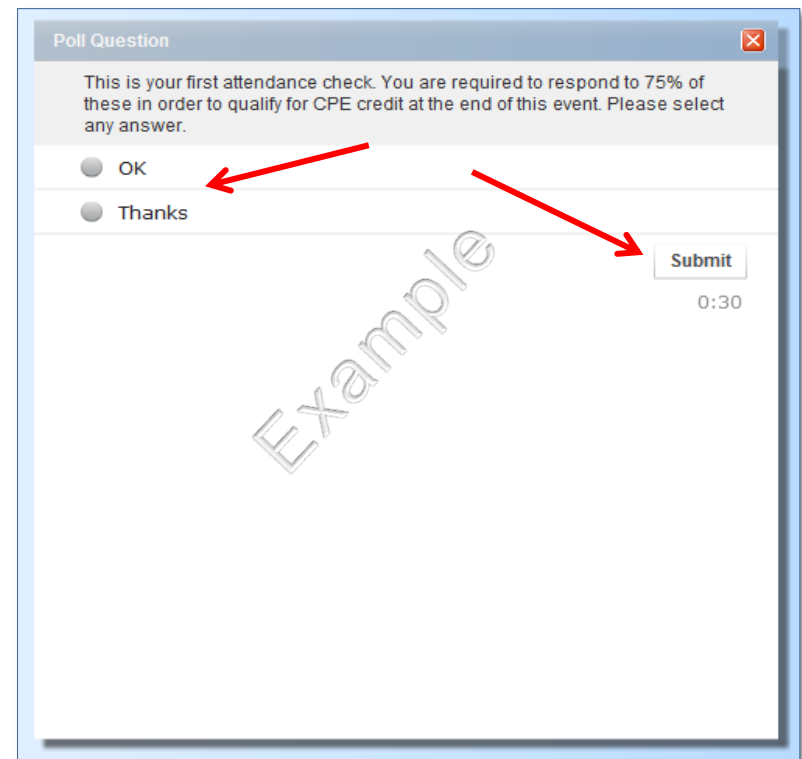 Poll Question
This is your first attendance check. You are required to respond to 75% of
these in order to qualify for CPE credit at the end of this event. Please select
any answer.
OK
Thanks
Submit
0:30
Example